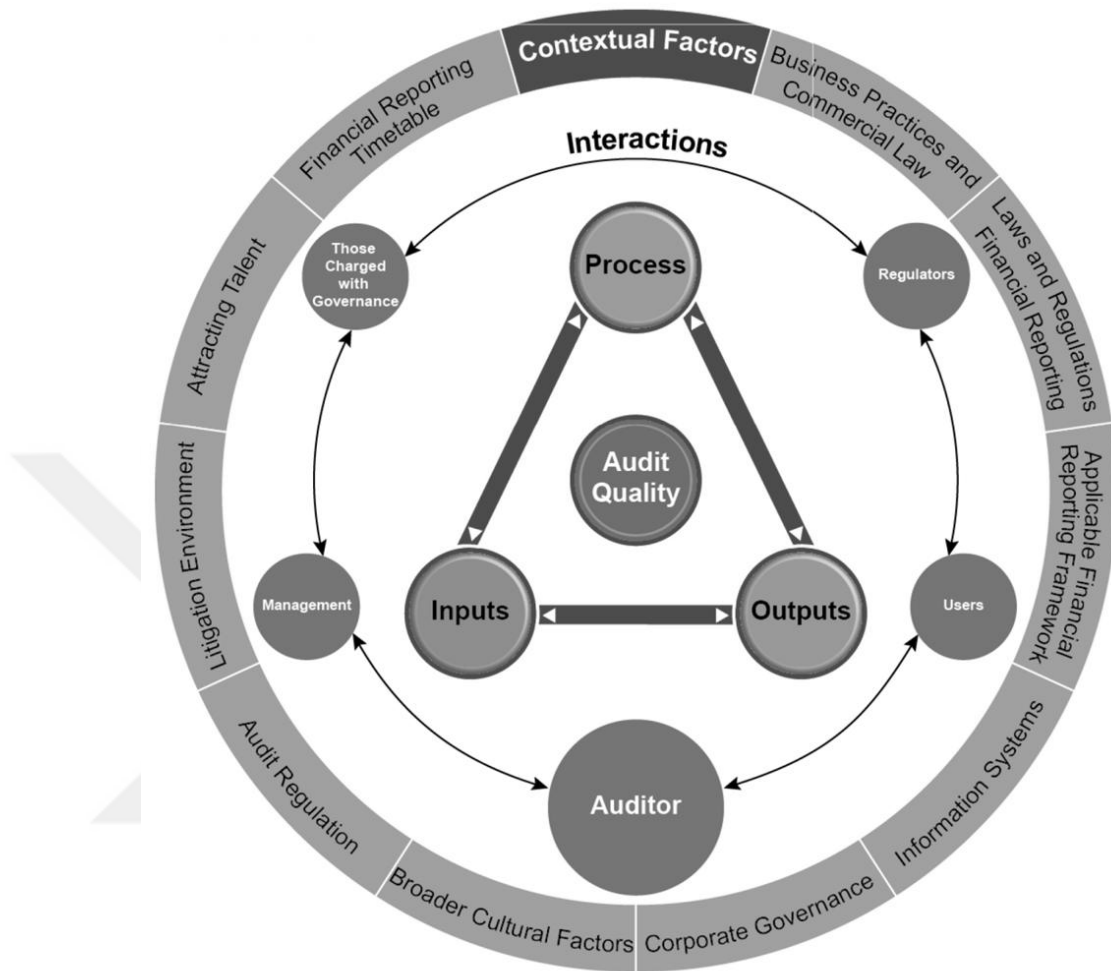 Contextual Factors
Business Practices and
Commercial Law
Laws and Regulations
Financial Reporting
Applicable Financial
Reporting Framework
Information Systems
Corporate Governance
Broader Cultural Factors
Audit Regulation
Litigation Environment
Attracting Talent
Financial Reporting
Timetable
Interactions
Those
Charged
with
Governance
Regulators
Process
Audit
Quality
Management
Inputs
Outputs
Users
Auditor